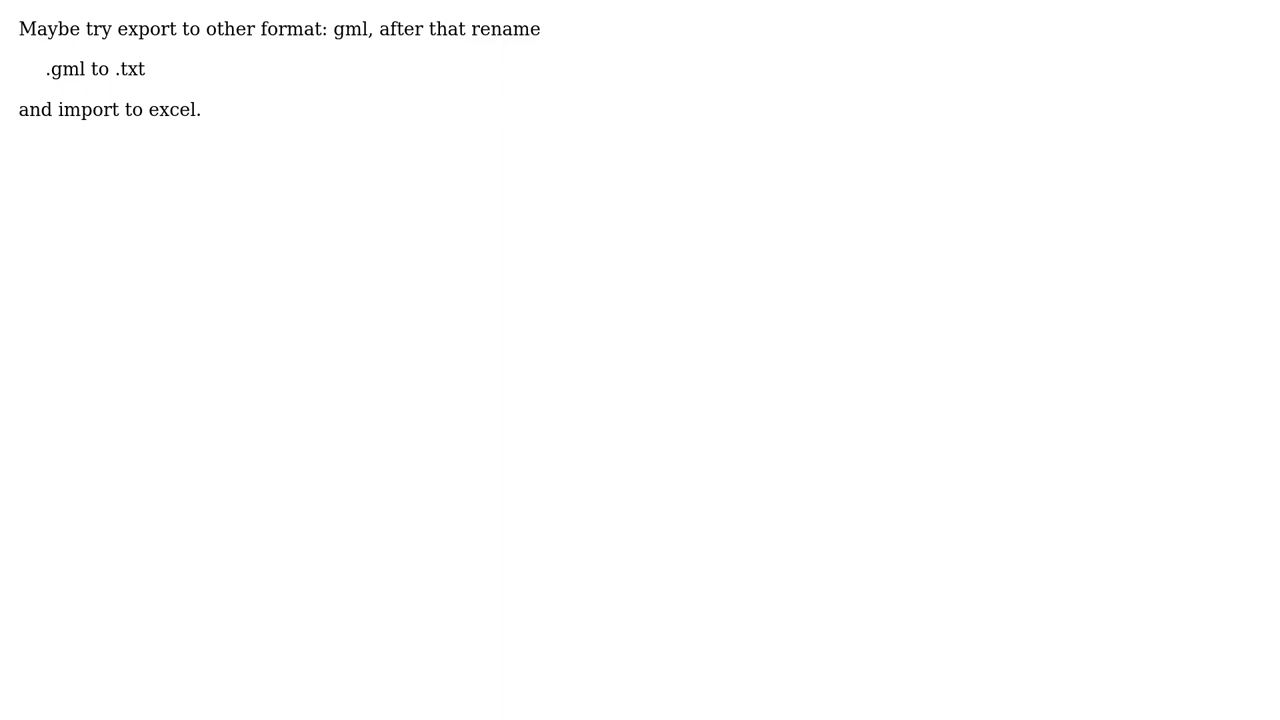 Maybe try export to other format: gml, after that rename
.gml to .txt
and import to excel.